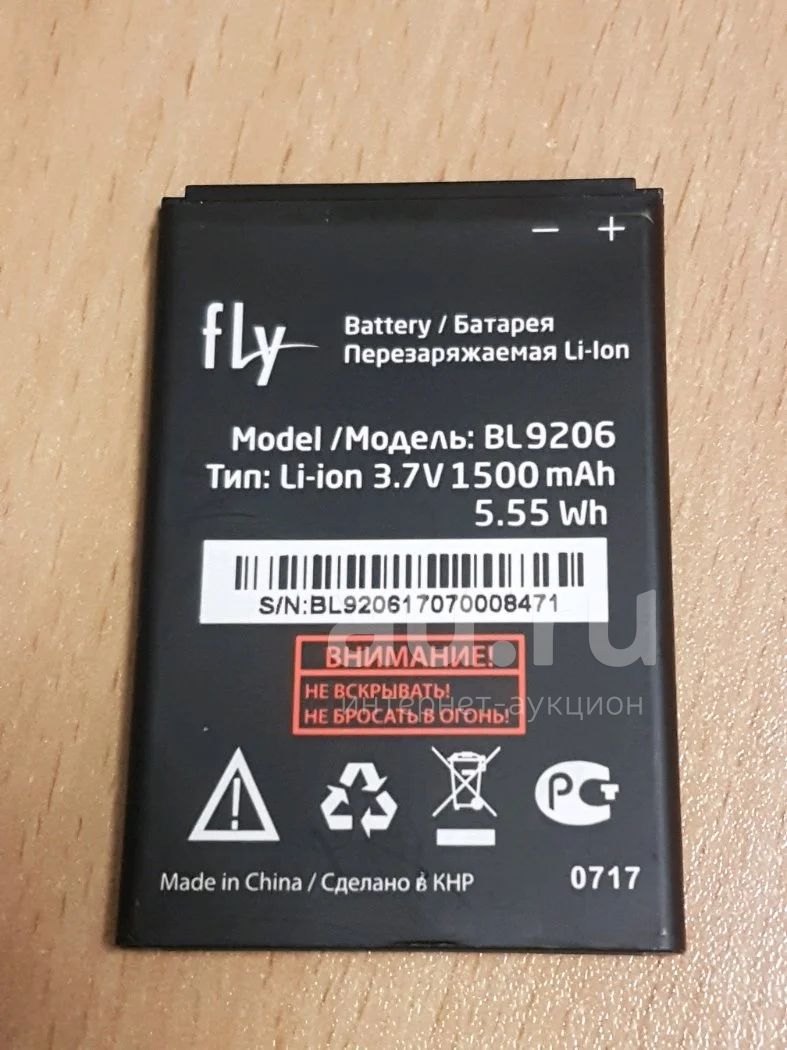 − +
fly
Battery / Батарея
Перезаряжаемая Li-Ion
Model /Модель: BL9206
Тип: Li-ion 3.7V 1500 mAh
5.55 Wh
S/N:BL920617070008471
au.ru
интернет-аукцион
ВНИМАНИЕ!
НЕ ВСКРЫВАТЬ!
НЕ БРОСАТЬ В ОГОНЬ!
РСТ
Made in China / Сделано в КНР
0717